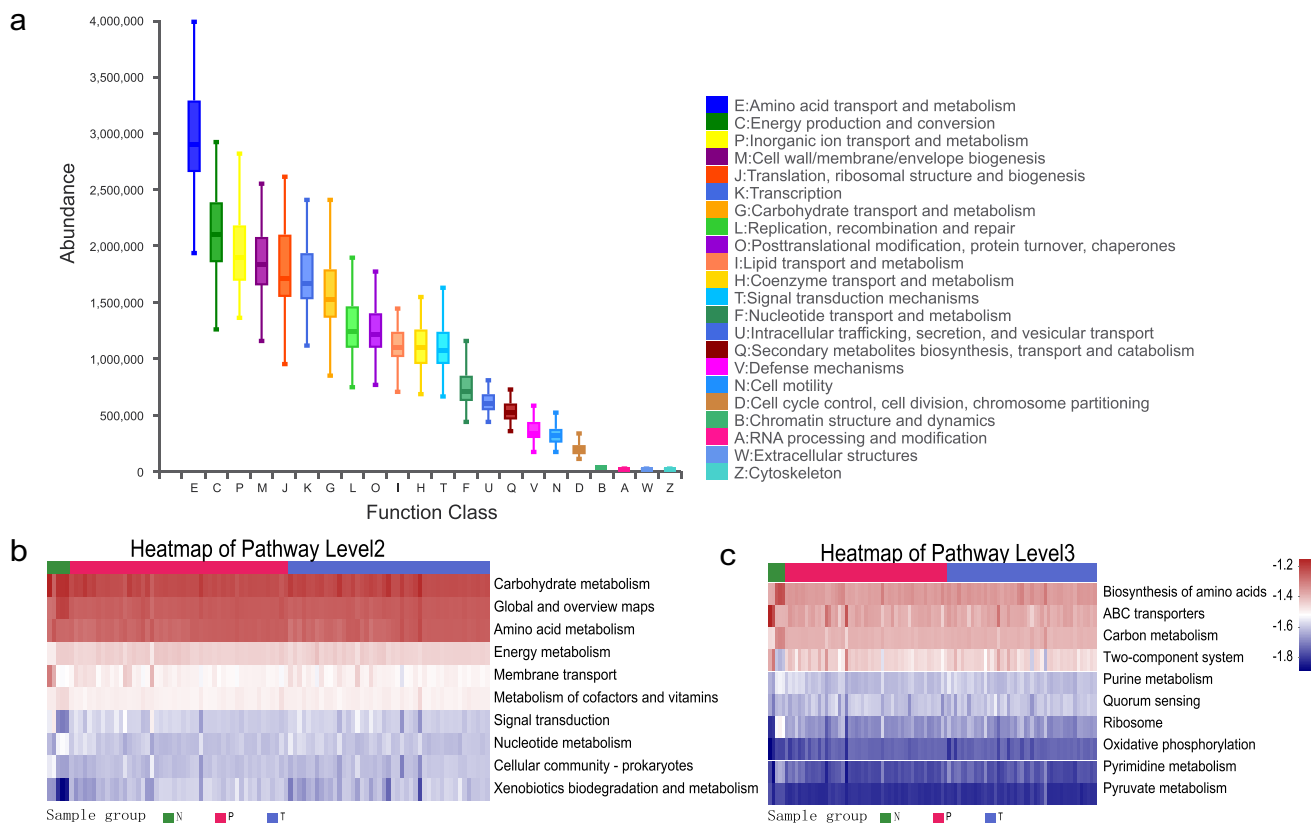 a
4,000,000
3,500,000
3,000,000
2,500,000
2,000,000
1,500,000
1,000,000
500,000
0
Abundance
E C P M J K G L O I H T F U Q V N D B A W Z
Function Class
E:Amino acid transport and metabolism
C:Energy production and conversion
P:Inorganic ion transport and metabolism
M:Cell wall/membrane/envelope biogenesis
J:Translation, ribosomal structure and biogenesis
K:Transcription
G:Carbohydrate transport and metabolism
L:Replication, recombination and repair
O:Posttranslational modification, protein turnover, chaperones
I:Lipid transport and metabolism
H:Coenzyme transport and metabolism
T:Signal transduction mechanisms
F:Nucleotide transport and metabolism
U:Intracellular trafficking, secretion, and vesicular transport
Q:Secondary metabolites biosynthesis, transport and catabolism
V:Defense mechanisms
N:Cell motility
D:Cell cycle control, cell division, chromosome partitioning
B:Chromatin structure and dynamics
A:RNA processing and modification
W:Extracellular structures
Z:Cytoskeleton
b
Heatmap of Pathway Level2
Carbohydrate metabolism
Global and overview maps
Amino acid metabolism
Energy metabolism
Membrane transport
Metabolism of cofactors and vitamins
Signal transduction
Nucleotide metabolism
Cellular community - prokaryotes
Xenobiotics biodegradation and metabolism
Sample group N P T
c
Heatmap of Pathway Level3
Biosynthesis of amino acids
ABC transporters
Carbon metabolism
Two-component system
Purine metabolism
Quorum sensing
Ribosome
Oxidative phosphorylation
Pyrimidine metabolism
Pyruvate metabolism
Sample group N P T
-1.2
-1.4
-1.6
-1.8